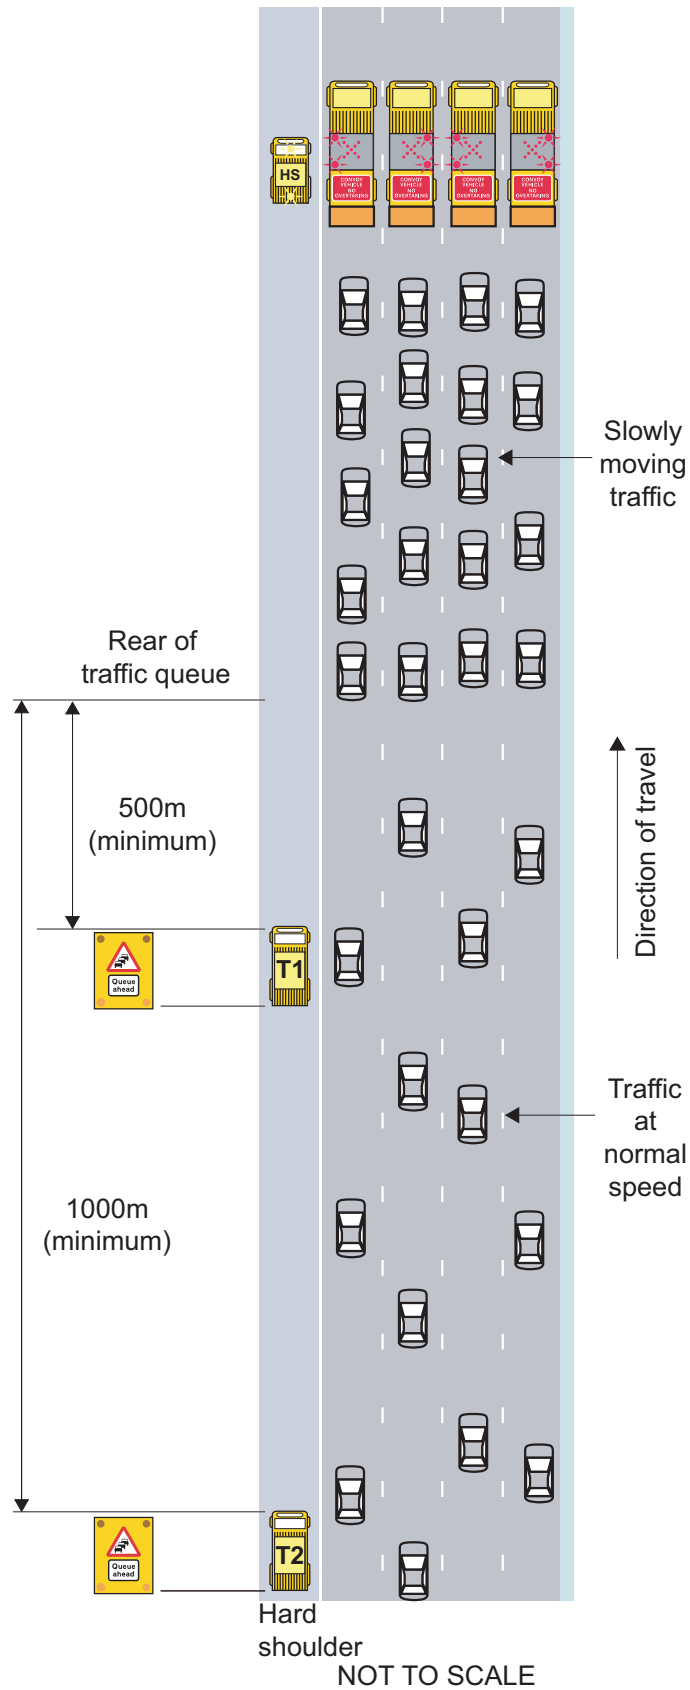 HS
CONVOY
VEHICLE
NO
OVERTAKING
CONVOY
VEHICLE
NO
OVERTAKING
CONVOY
VEHICLE
NO
OVERTAKING
CONVOY
VEHICLE
NO
OVERTAKING
Slowly
moving
traffic
Rear of
traffic queue
500m
(minimum)
Direction of travel
T1
Queue
ahead
Traffic
at
normal
speed
1000m
(minimum)
T2
Queue
ahead
Hard
shoulder
NOT TO SCALE